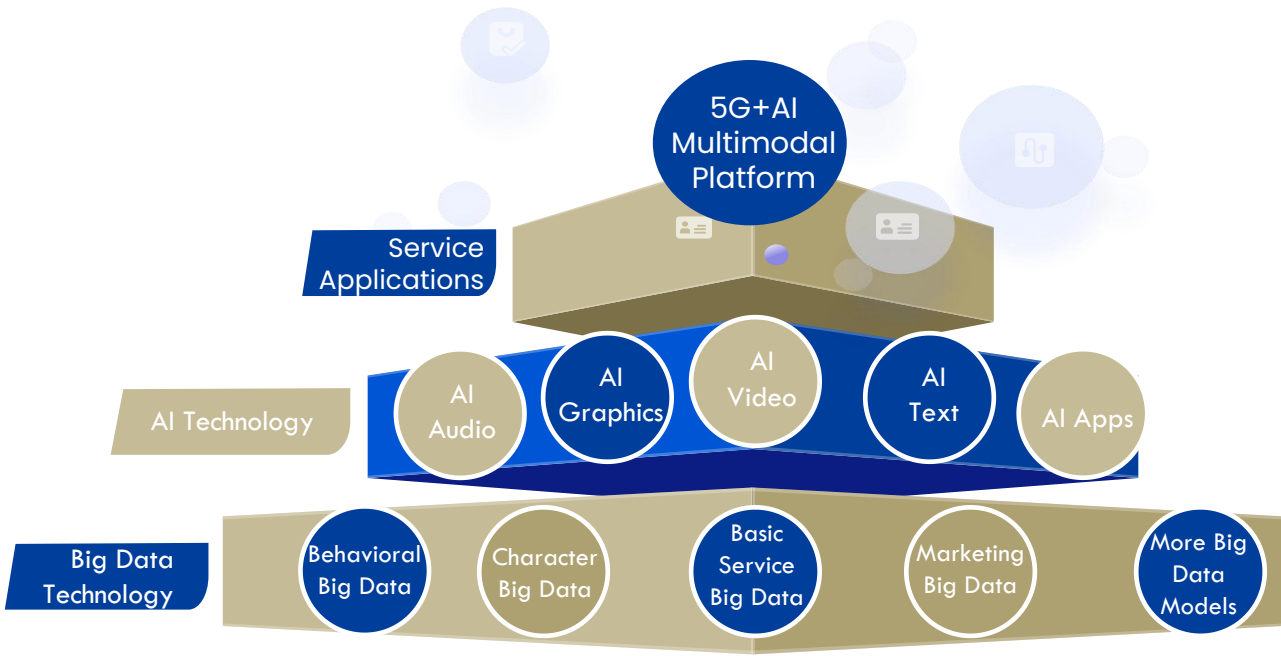 5G+AI
Multimodal
Platform
Service
Applications
AI
Audio
AI
Graphics
AI
Video
AI
Text
AI Apps
AI Technology
Big Data
Technology
Behavioral
Big Data
Character
Big Data
Basic
Service
Big Data
Marketing
Big Data
More Big
Data
Models